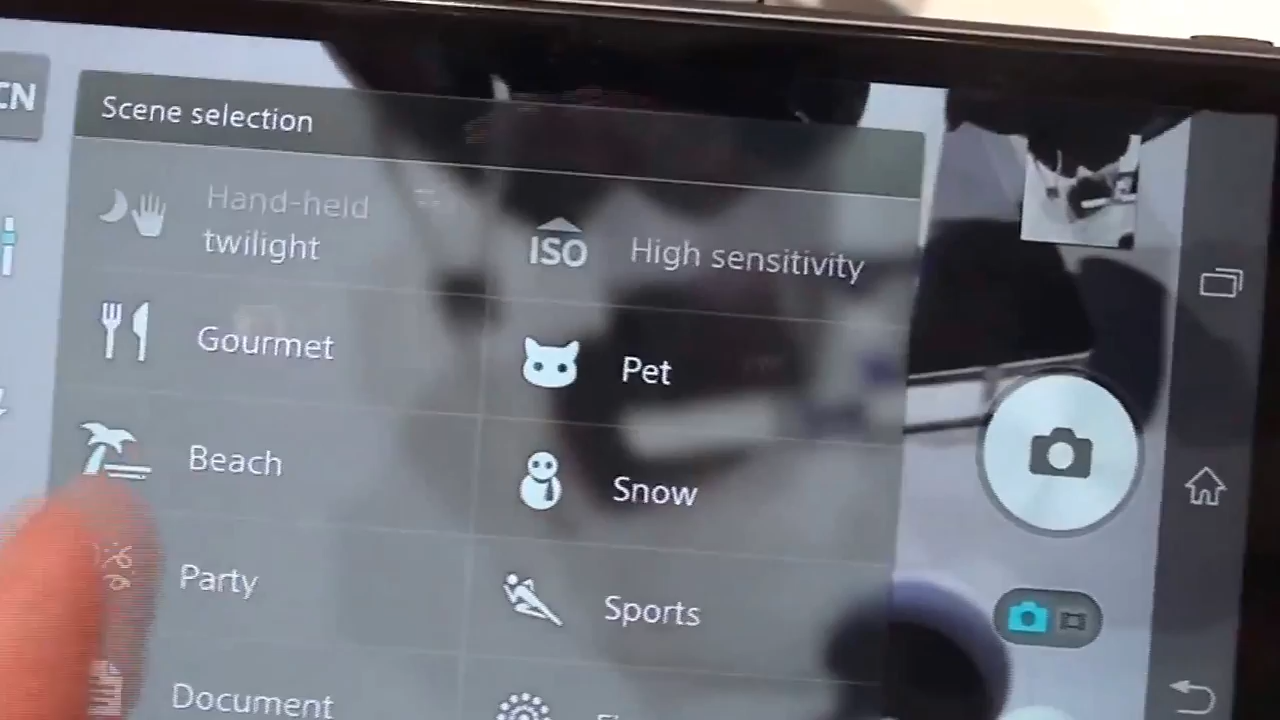 CN
Scene selection
Hand-held
twilight
ISO
High sensitivity
Gourmet
Pet
Beach
Snow
Party
Sports
Document